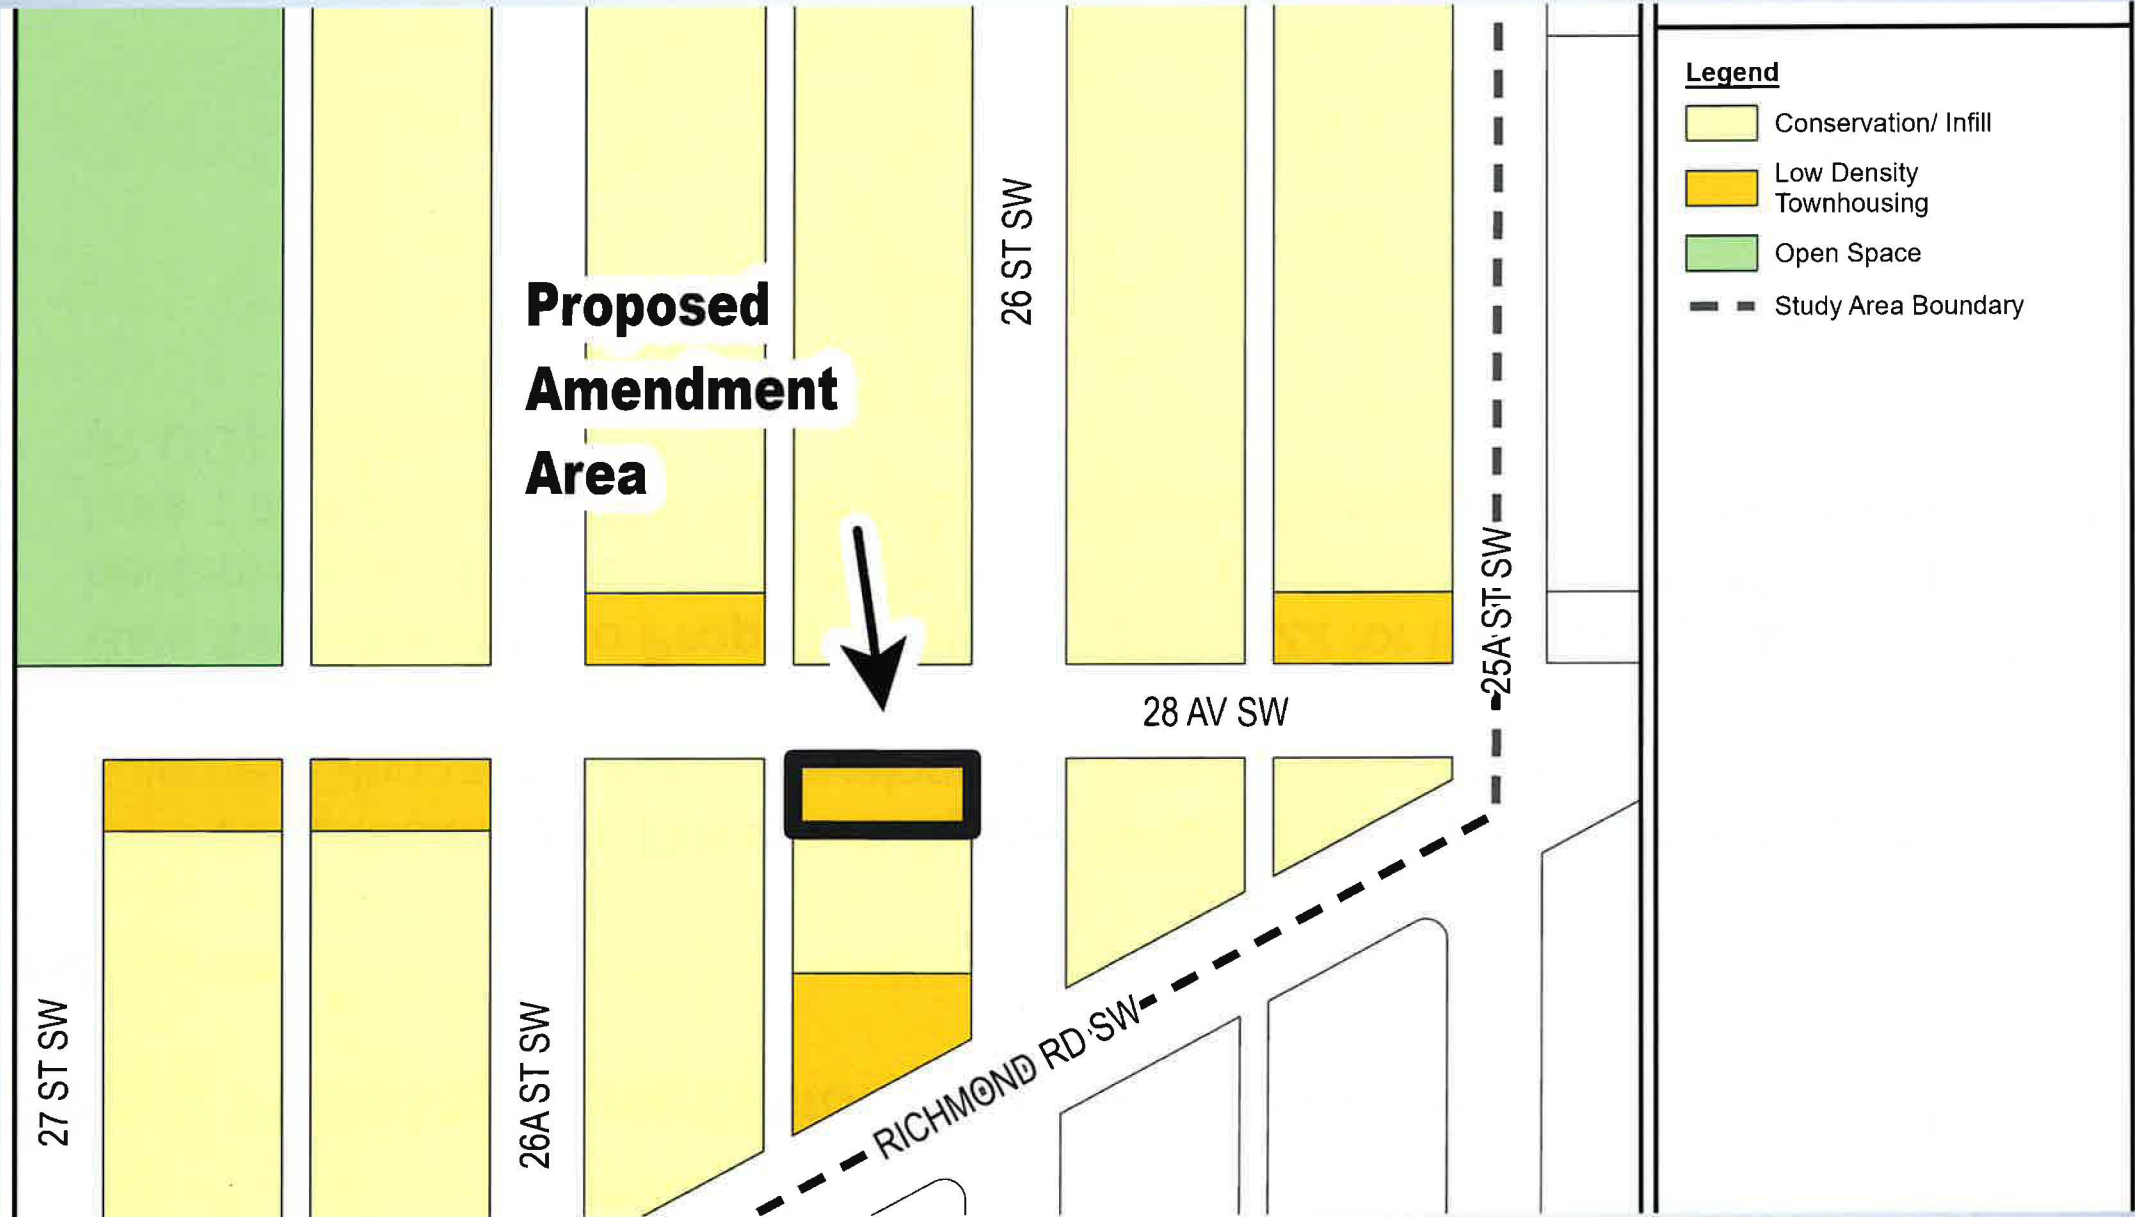 Legend
Conservation/ Infill
Low Density
Townhousing
Open Space
Study Area Boundary
Proposed
Amendment
Area
26 ST SW
25A ST SW
28 AV SW
27 ST SW
26A ST SW
RICHMOND RD SW